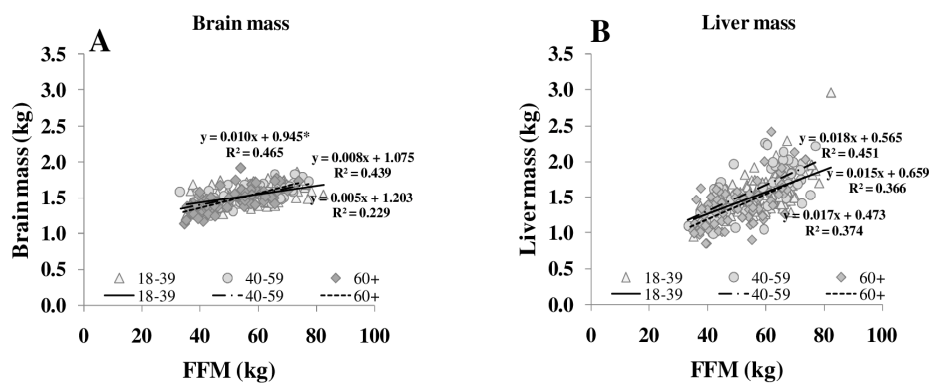 A
Brain mass
3.5
3.0
2.5
2.0
1.5
1.0
0.5
0.0
Brain mass (kg)
y = 0.010x + 0.945*
R² = 0.465
y = 0.008x + 1.075
R² = 0.439
y = 0.005x + 1.203
R² = 0.229
18-39 40-59 60+
18-39 40-59 60+
0 20 40 60 80 100
FFM (kg)
B
Liver mass
3.5
3.0
2.5
2.0
1.5
1.0
0.5
0.0
Liver mass (kg)
y = 0.018x + 0.565
R² = 0.451
y = 0.015x + 0.659
R² = 0.366
y = 0.017x + 0.473
R² = 0.374
18-39 40-59 60+
18-39 40-59 60+
0 20 40 60 80 100
FFM (kg)